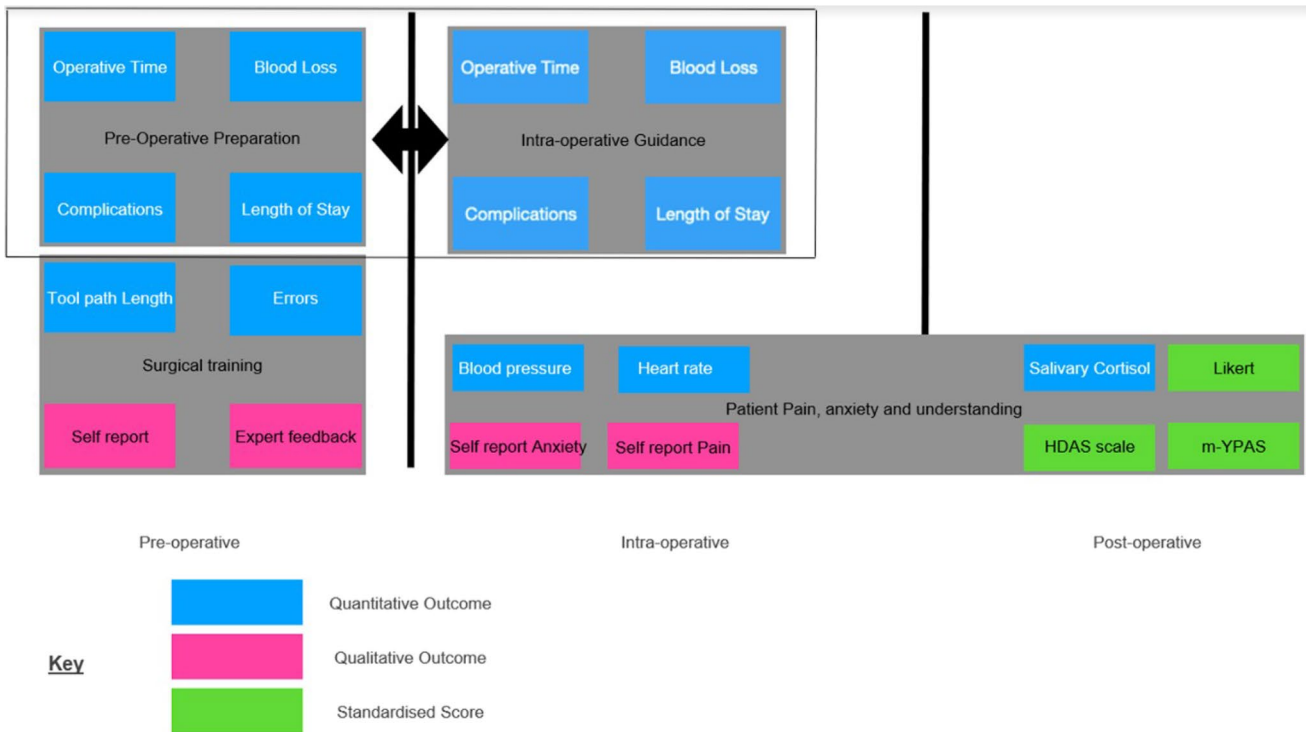 Operative Time
Blood Loss
Pre-Operative Preparation
Complications
Length of Stay
Operative Time
Blood Loss
Intra-operative Guidance
Complications
Length of Stay
Tool path Length
Errors
Surgical training
Self report
Expert feedback
Blood pressure
Heart rate
Salivary Cortisol
Likert
Patient Pain, anxiety and understanding
Self report Anxiety
Self report Pain
HDAS scale
m-YPAS
Pre-operative
Intra-operative
Post-operative
Key
Quantitative Outcome
Qualitative Outcome
Standardised Score